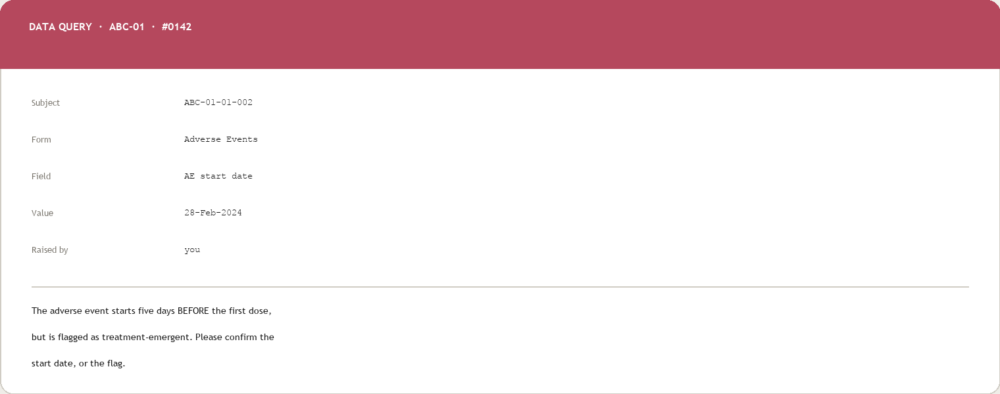 DATA QUERY · ABC-01 · #0142
Subject ABC-01-01-002
Form Adverse Events
Field AE start date
Value 28-Feb-2024
Raised by you
The adverse event starts five days BEFORE the first dose,
but is flagged as treatment-emergent. Please confirm the
start date, or the flag.